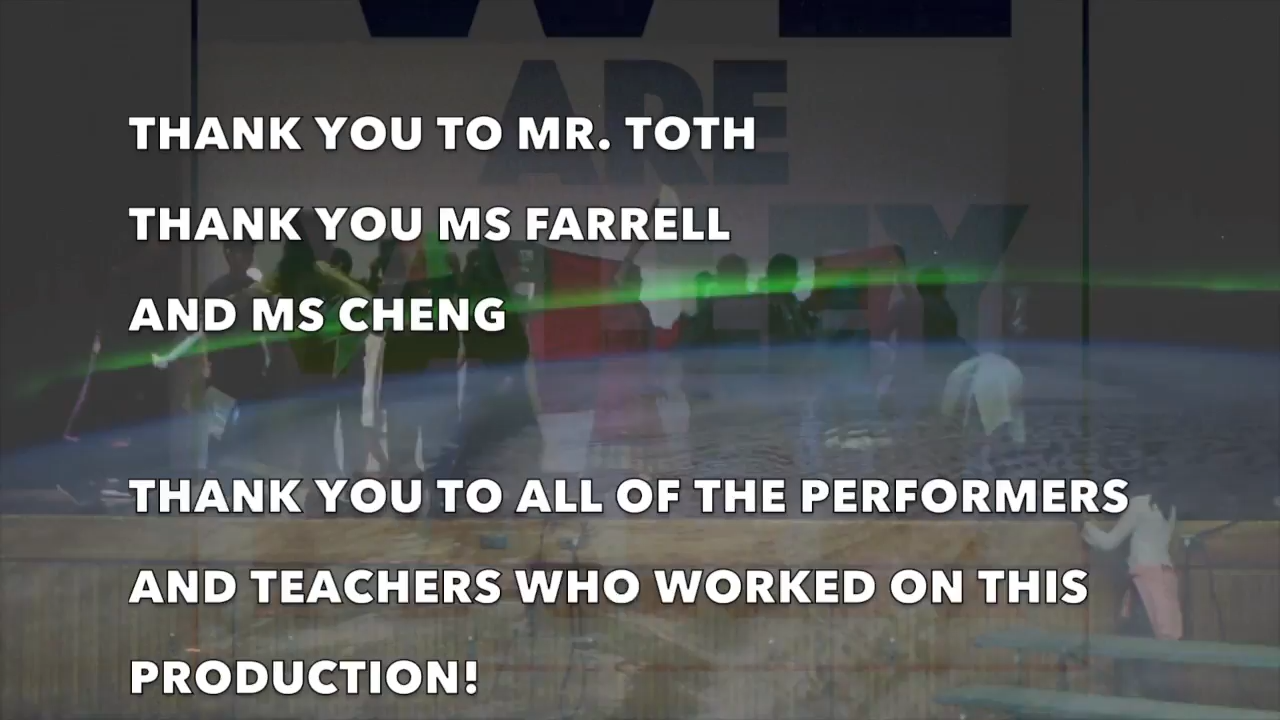 ARE
THANK YOU TO MR. TOTH
THANK YOU MS FARRELL
AND MS CHENG
THANK YOU TO ALL OF THE PERFORMERS
AND TEACHERS WHO WORKED ON THIS
PRODUCTION!